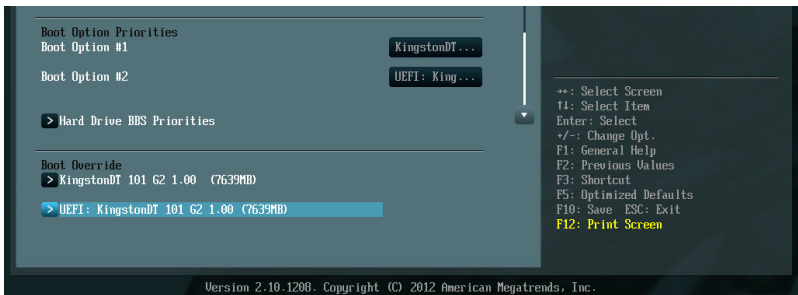 Boot Option Priorities
Boot Option #1 KingstonDT...
Boot Option #2 UEFI: King...
> Hard Drive BBS Priorities
Boot Override
> KingstonDT 101 G2 1.00 (7639MB)
> UEFI: KingstonDT 101 G2 1.00 (7639MB)
→←: Select Screen
↑↓: Select Item
Enter: Select
+/-: Change Opt.
F1: General Help
F2: Previous Values
F3: Shortcut
F5: Optimized Defaults
F10: Save ESC: Exit
F12: Print Screen
Version 2.10.1208. Copyright (C) 2012 American Megatrends, Inc.